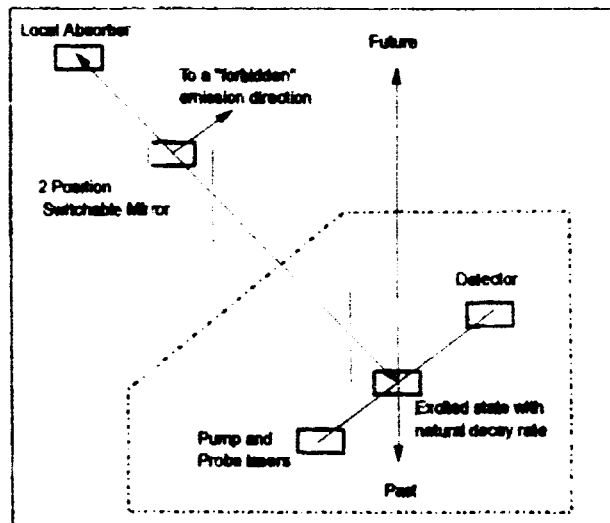 Local Absorber
Future
To a "forbidden"
emission direction
2 Position
Switchable Mirror
Detector
Excited state with
natural decay rate
Pump and
Probe lasers
Past